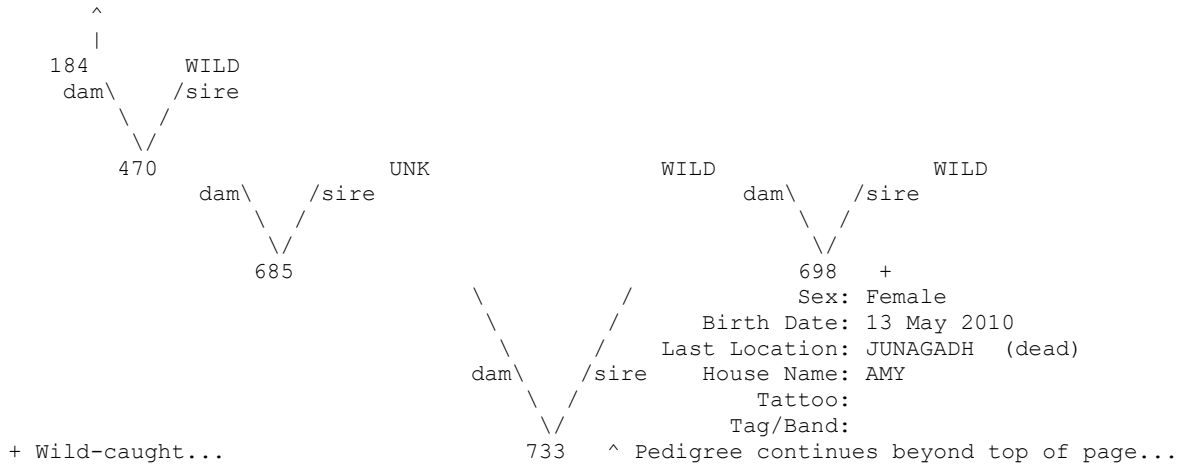 ^
|
184 WILD
dam\ /sire
\ /
\/
470 UNK WILD WILD
dam\ /sire dam\ /sire
\ / \ /
\/ \/
685 698 +
\ / Sex: Female
\ / Birth Date: 13 May 2010
\ / Last Location: JUNAGADH (dead)
dam\ /sire House Name: AMY
\ / Tattoo:
\/ Tag/Band:
+ Wild-caught... 733 ^ Pedigree continues beyond top of page...